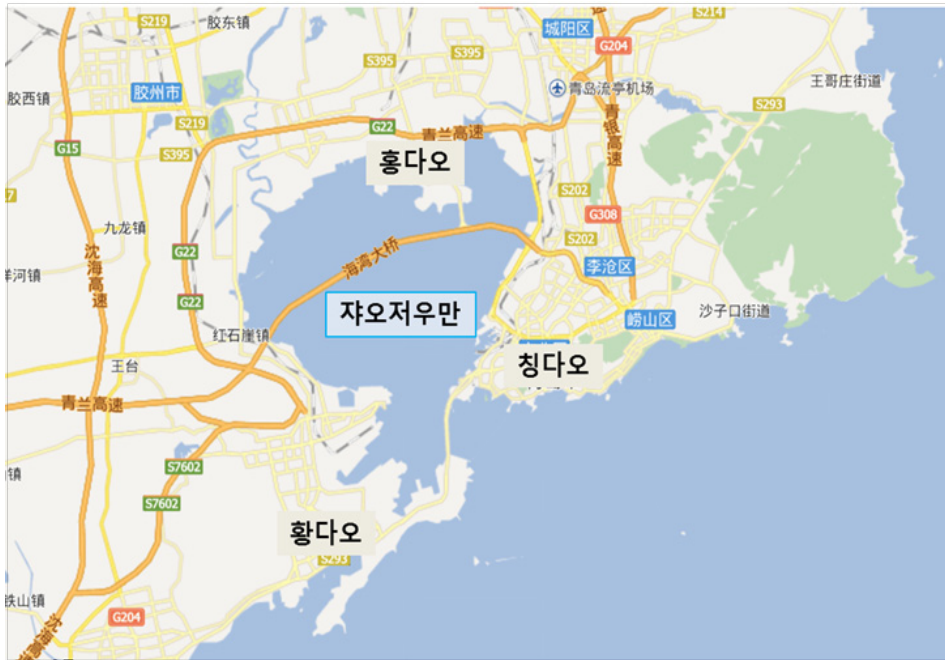 S219
胶东镇
S395
城阳区
G204
S214
胶西镇
胶州市
S395
青岛流亭机场
王哥庄街道
S293
S219
G15
S395
G22
青兰高速
青银高速
홍다오
S202
G308
九龙镇
沈海高速
G22
海湾大桥
S202
李沧区
洋河镇
G22
쟈오저우만
红石崖镇
沙子口街道
崂山区
王台
칭다오
青兰高速
S7602
S7602
황다오
S293
铁山镇
G204
沈海高速